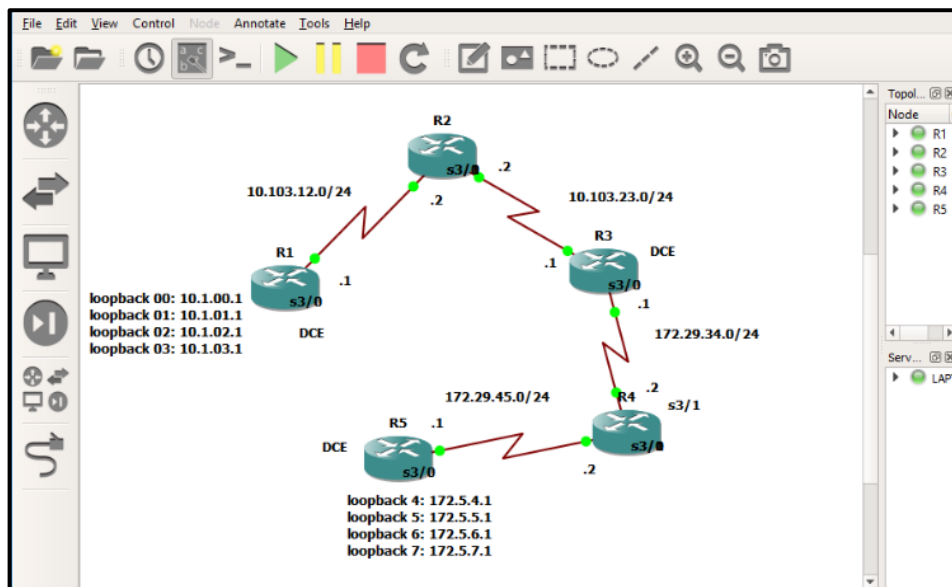 File Edit View Control Node Annotate Tools Help
Topol...
Node
R1
R2
R3
R4
R5
Serv...
LAP
R2
.2
10.103.12.0/24
.2
10.103.23.0/24
R3
DCE
.1
s3/0
.1
R1
.1
s3/0
DCE
loopback 00: 10.1.00.1
loopback 01: 10.1.01.1
loopback 02: 10.1.02.1
loopback 03: 10.1.03.1
172.29.34.0/24
.2
R4
s3/1
172.29.45.0/24
.1
R5
DCE
s3/0
.2
loopback 4: 172.5.4.1
loopback 5: 172.5.5.1
loopback 6: 172.5.6.1
loopback 7: 172.5.7.1